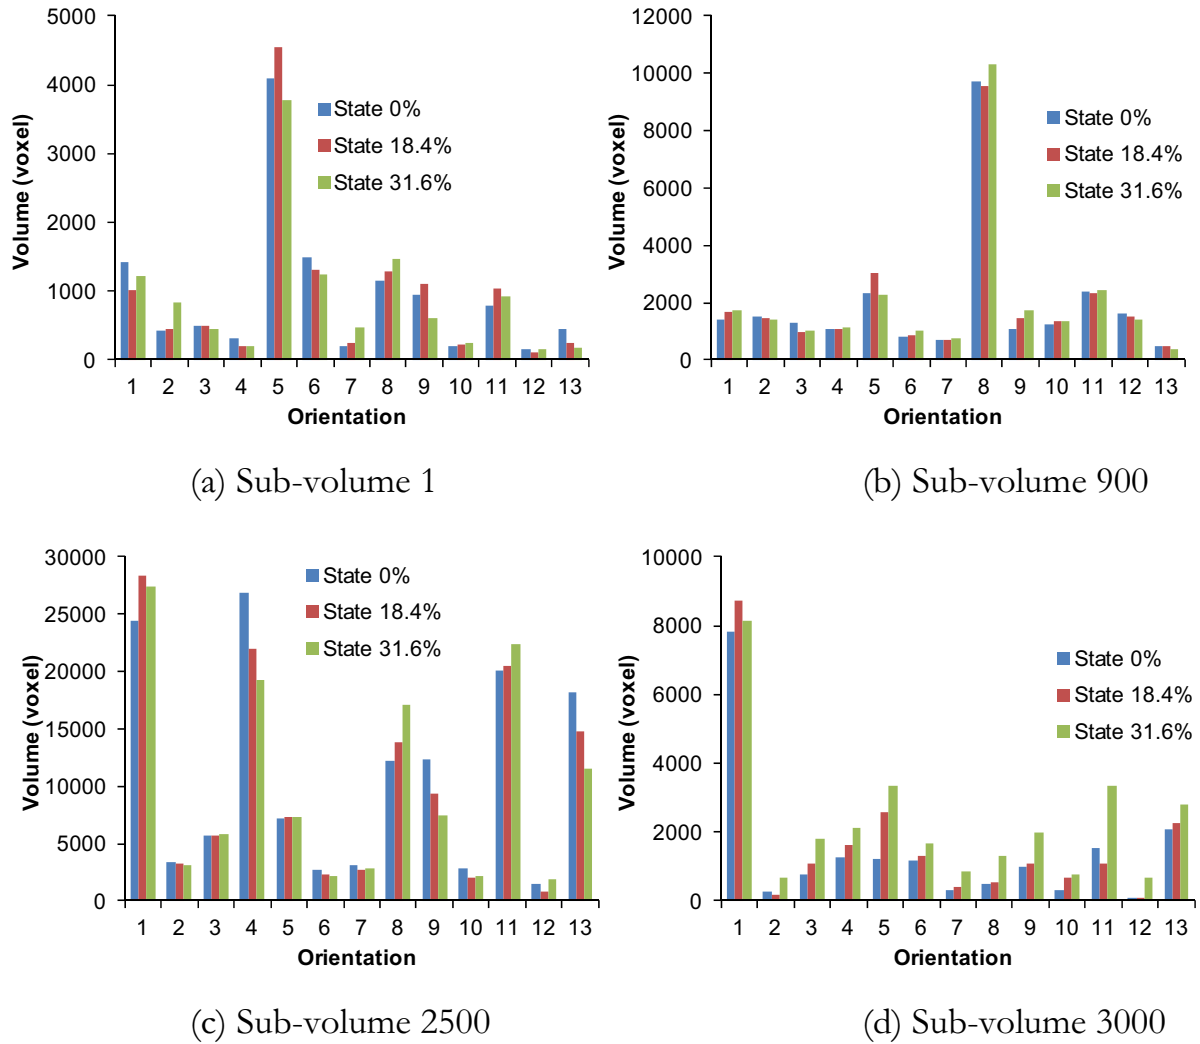 5000
4000
3000
2000
1000
0
Volume (voxel)
State 0%
State 18.4%
State 31.6%
1 2 3 4 5 6 7 8 9 10 11 12 13
Orientation
(a) Sub-volume 1
12000
10000
8000
6000
4000
2000
0
Volume (voxel)
State 0%
State 18.4%
State 31.6%
1 2 3 4 5 6 7 8 9 10 11 12 13
Orientation
(b) Sub-volume 900
30000
25000
20000
15000
10000
5000
0
Volume (voxel)
State 0%
State 18.4%
State 31.6%
1 2 3 4 5 6 7 8 9 10 11 12 13
Orientation
(c) Sub-volume 2500
10000
8000
6000
4000
2000
0
Volume (voxel)
State 0%
State 18.4%
State 31.6%
1 2 3 4 5 6 7 8 9 10 11 12 13
Orientation
(d) Sub-volume 3000